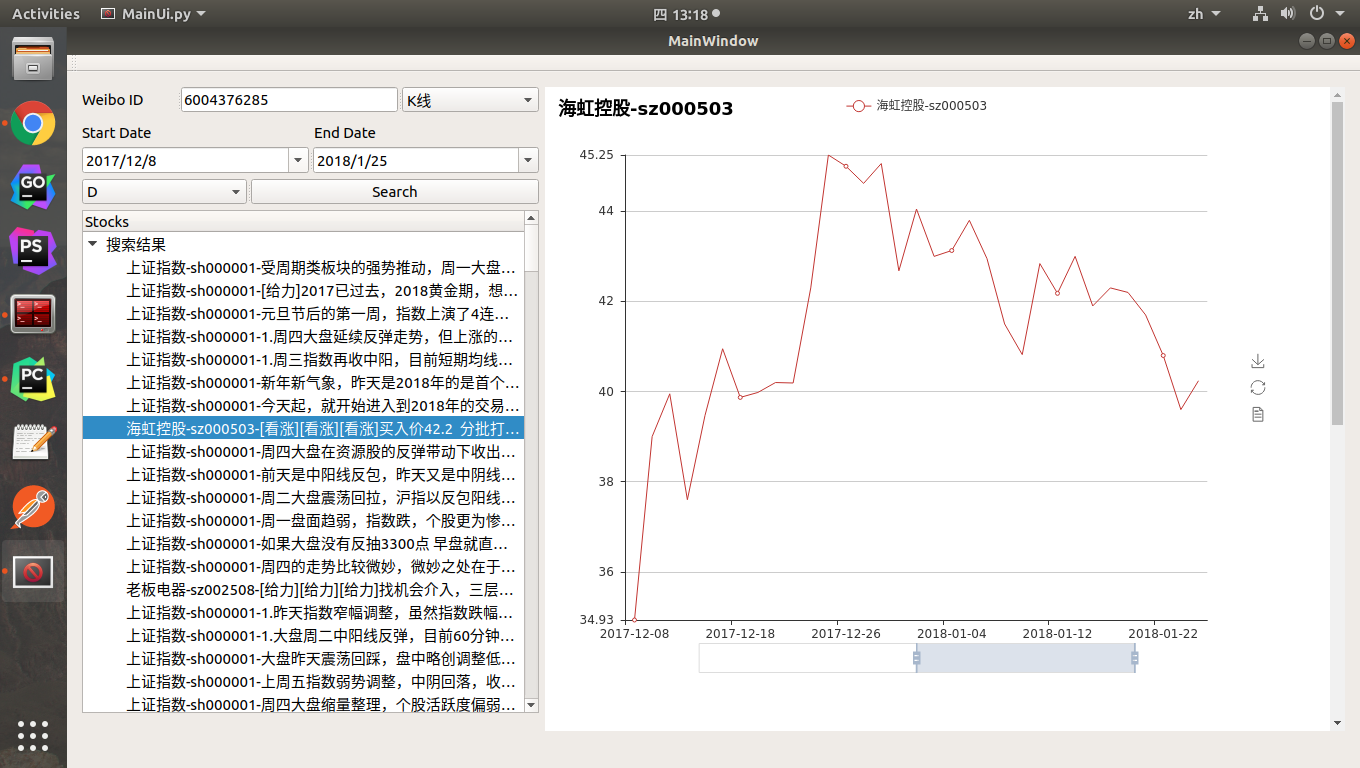 Activities MainUi.py 四 13:18 zh
MainWindow
Weibo ID 6004376285 K线
Start Date End Date
2017/12/8 2018/1/25
D Search
Stocks
搜索结果
上证指数-sh000001-受周期类板块的强势推动，周一大盘…
上证指数-sh000001-[给力]2017已过去，2018黄金期，想…
上证指数-sh000001-元旦节后的第一周，指数上演了4连…
上证指数-sh000001-1.周四大盘延续反弹走势，但上涨的…
上证指数-sh000001-1.周三指数再收中阳，目前短期均线…
上证指数-sh000001-新年新气象，昨天是2018年的是首个…
上证指数-sh000001-今天起，就开始进入到2018年的交易…
海虹控股-sz000503-[看涨][看涨][看涨]买入价42.2 分批打…
上证指数-sh000001-周四大盘在资源股的反弹带动下收出…
上证指数-sh000001-前天是中阳线反包，昨天又是中阴线…
上证指数-sh000001-周二大盘震荡回拉，沪指以反包阳线…
上证指数-sh000001-周一盘面趋弱，指数跌，个股更为惨…
上证指数-sh000001-如果大盘没有反抽3300点 早盘就直…
上证指数-sh000001-周四的走势比较微妙，微妙之处在于…
老板电器-sz002508-[给力][给力][给力]找机会介入，三层…
上证指数-sh000001-1.昨天指数窄幅调整，虽然指数跌幅…
上证指数-sh000001-1.大盘周二中阳线反弹，目前60分钟…
上证指数-sh000001-大盘昨天震荡回踩，盘中略创调整低…
上证指数-sh000001-上周五指数弱势调整，中阴回落，收…
上证指数-sh000001-周四大盘缩量整理，个股活跃度偏弱…
海虹控股-sz000503
海虹控股-sz000503
45.25
44
42
40
38
36
34.93
2017-12-08 2017-12-18 2017-12-26 2018-01-04 2018-01-12 2018-01-22
GO
PS
PC